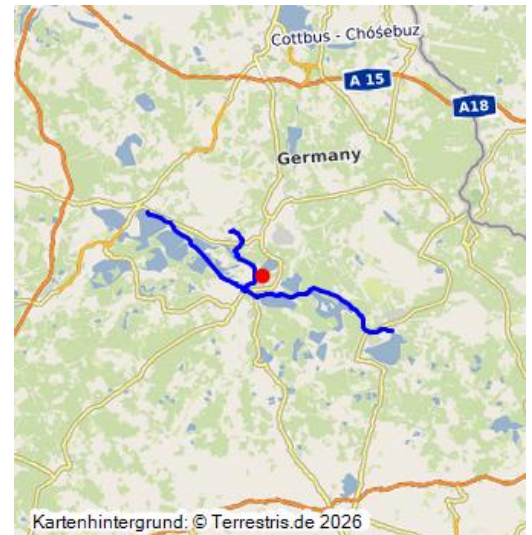 Cottbus - Chóśebuz
A 15
A18
Germany
Kartenhintergrund: © Terrestris.de 2026